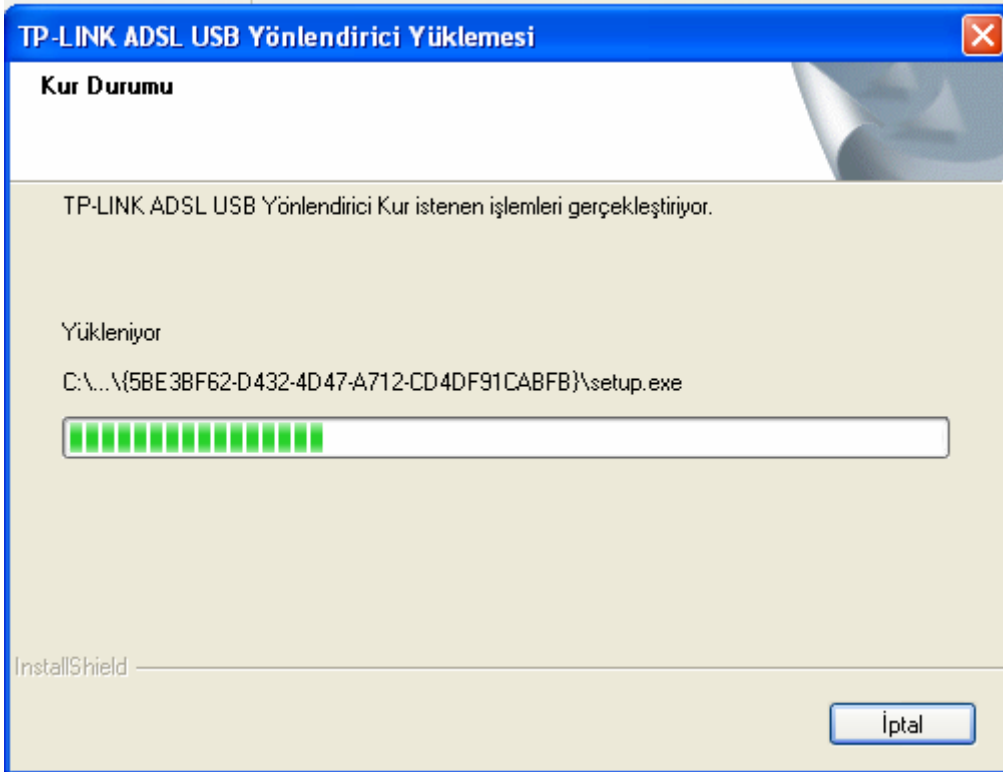 TP-LINK ADSL USB Yönlendirici Yüklemesi
Kur Durumu
TP-LINK ADSL USB Yönlendirici Kur istenen işlemleri gerçekleştiriyor.
Yükleniyor
C:\...\{5BE3BF62-D432-4D47-A712-CD4DF91CABFB}\setup.exe
InstallShield
İptal